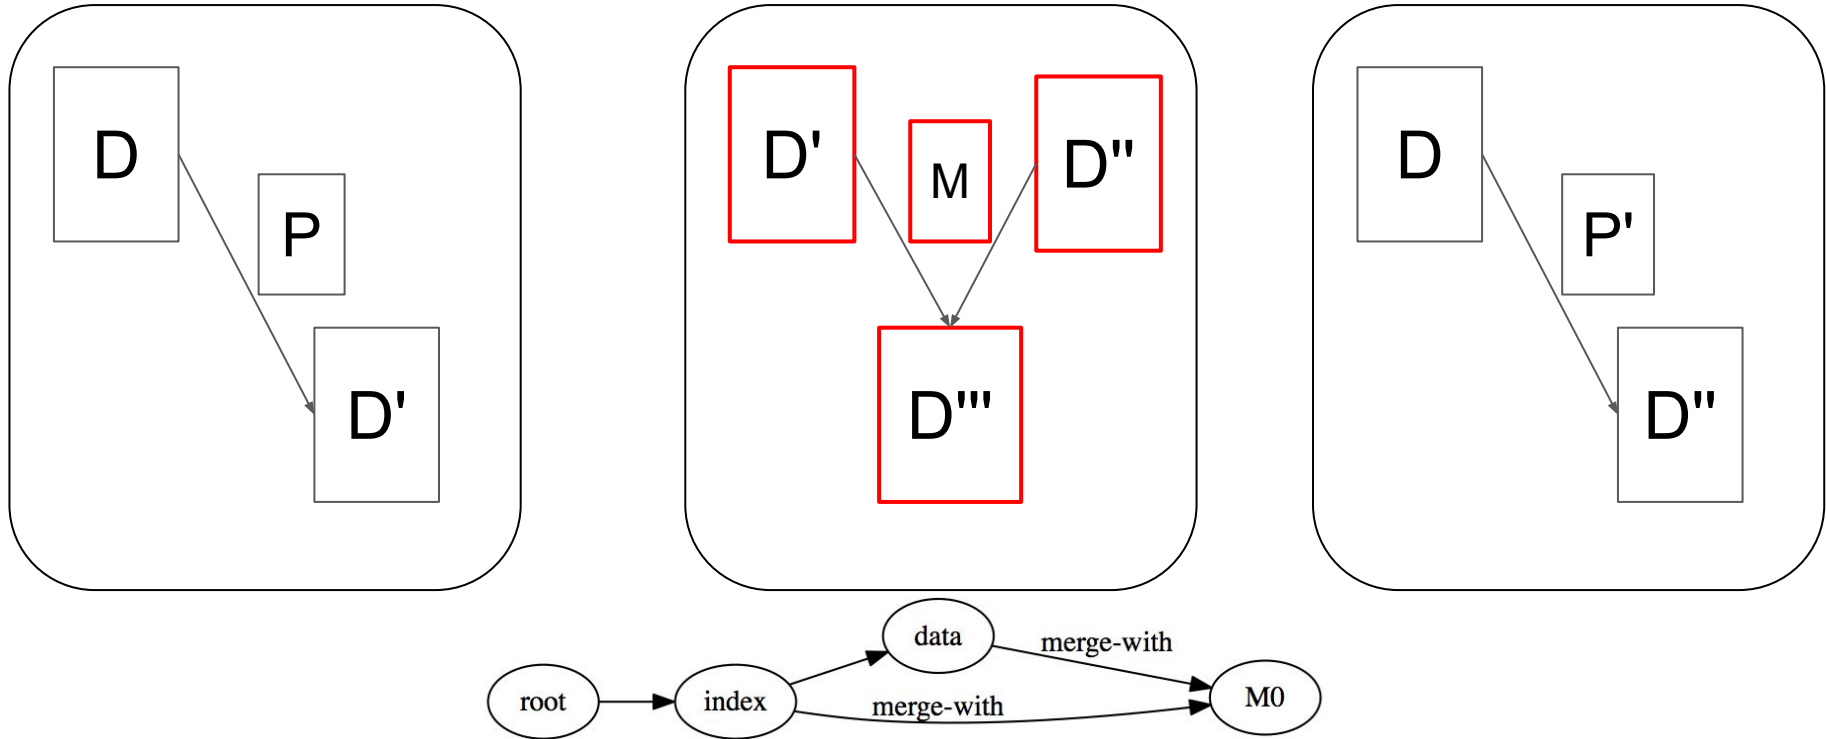 D
P
D'
D'
M
D''
D'''
D
P'
D''
data
merge-with
root
index
merge-with
M0